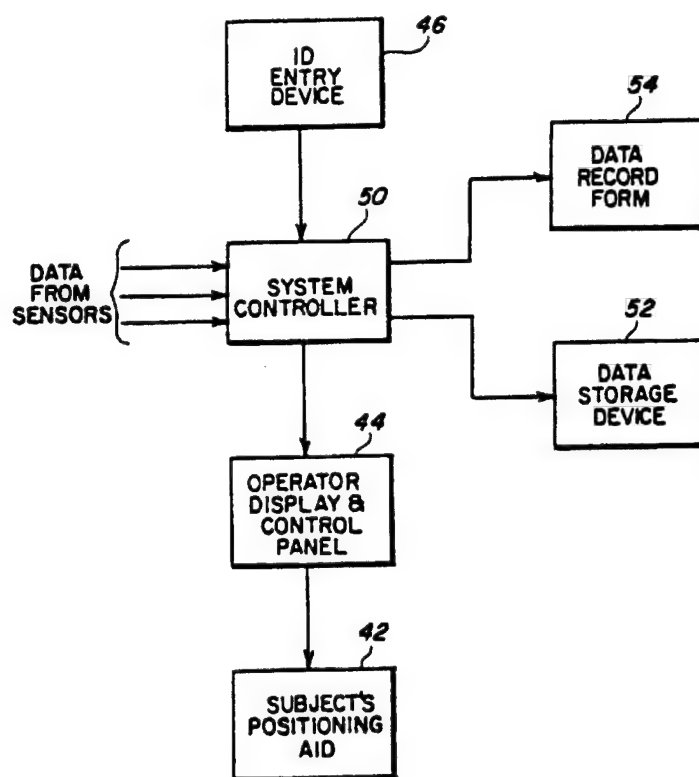 46
ID
ENTRY
DEVICE
54
DATA
RECORD
FORM
50
SYSTEM
CONTROLLER
DATA
FROM
SENSORS
52
DATA
STORAGE
DEVICE
44
OPERATOR
DISPLAY &
CONTROL
PANEL
42
SUBJECT'S
POSITIONING
AID